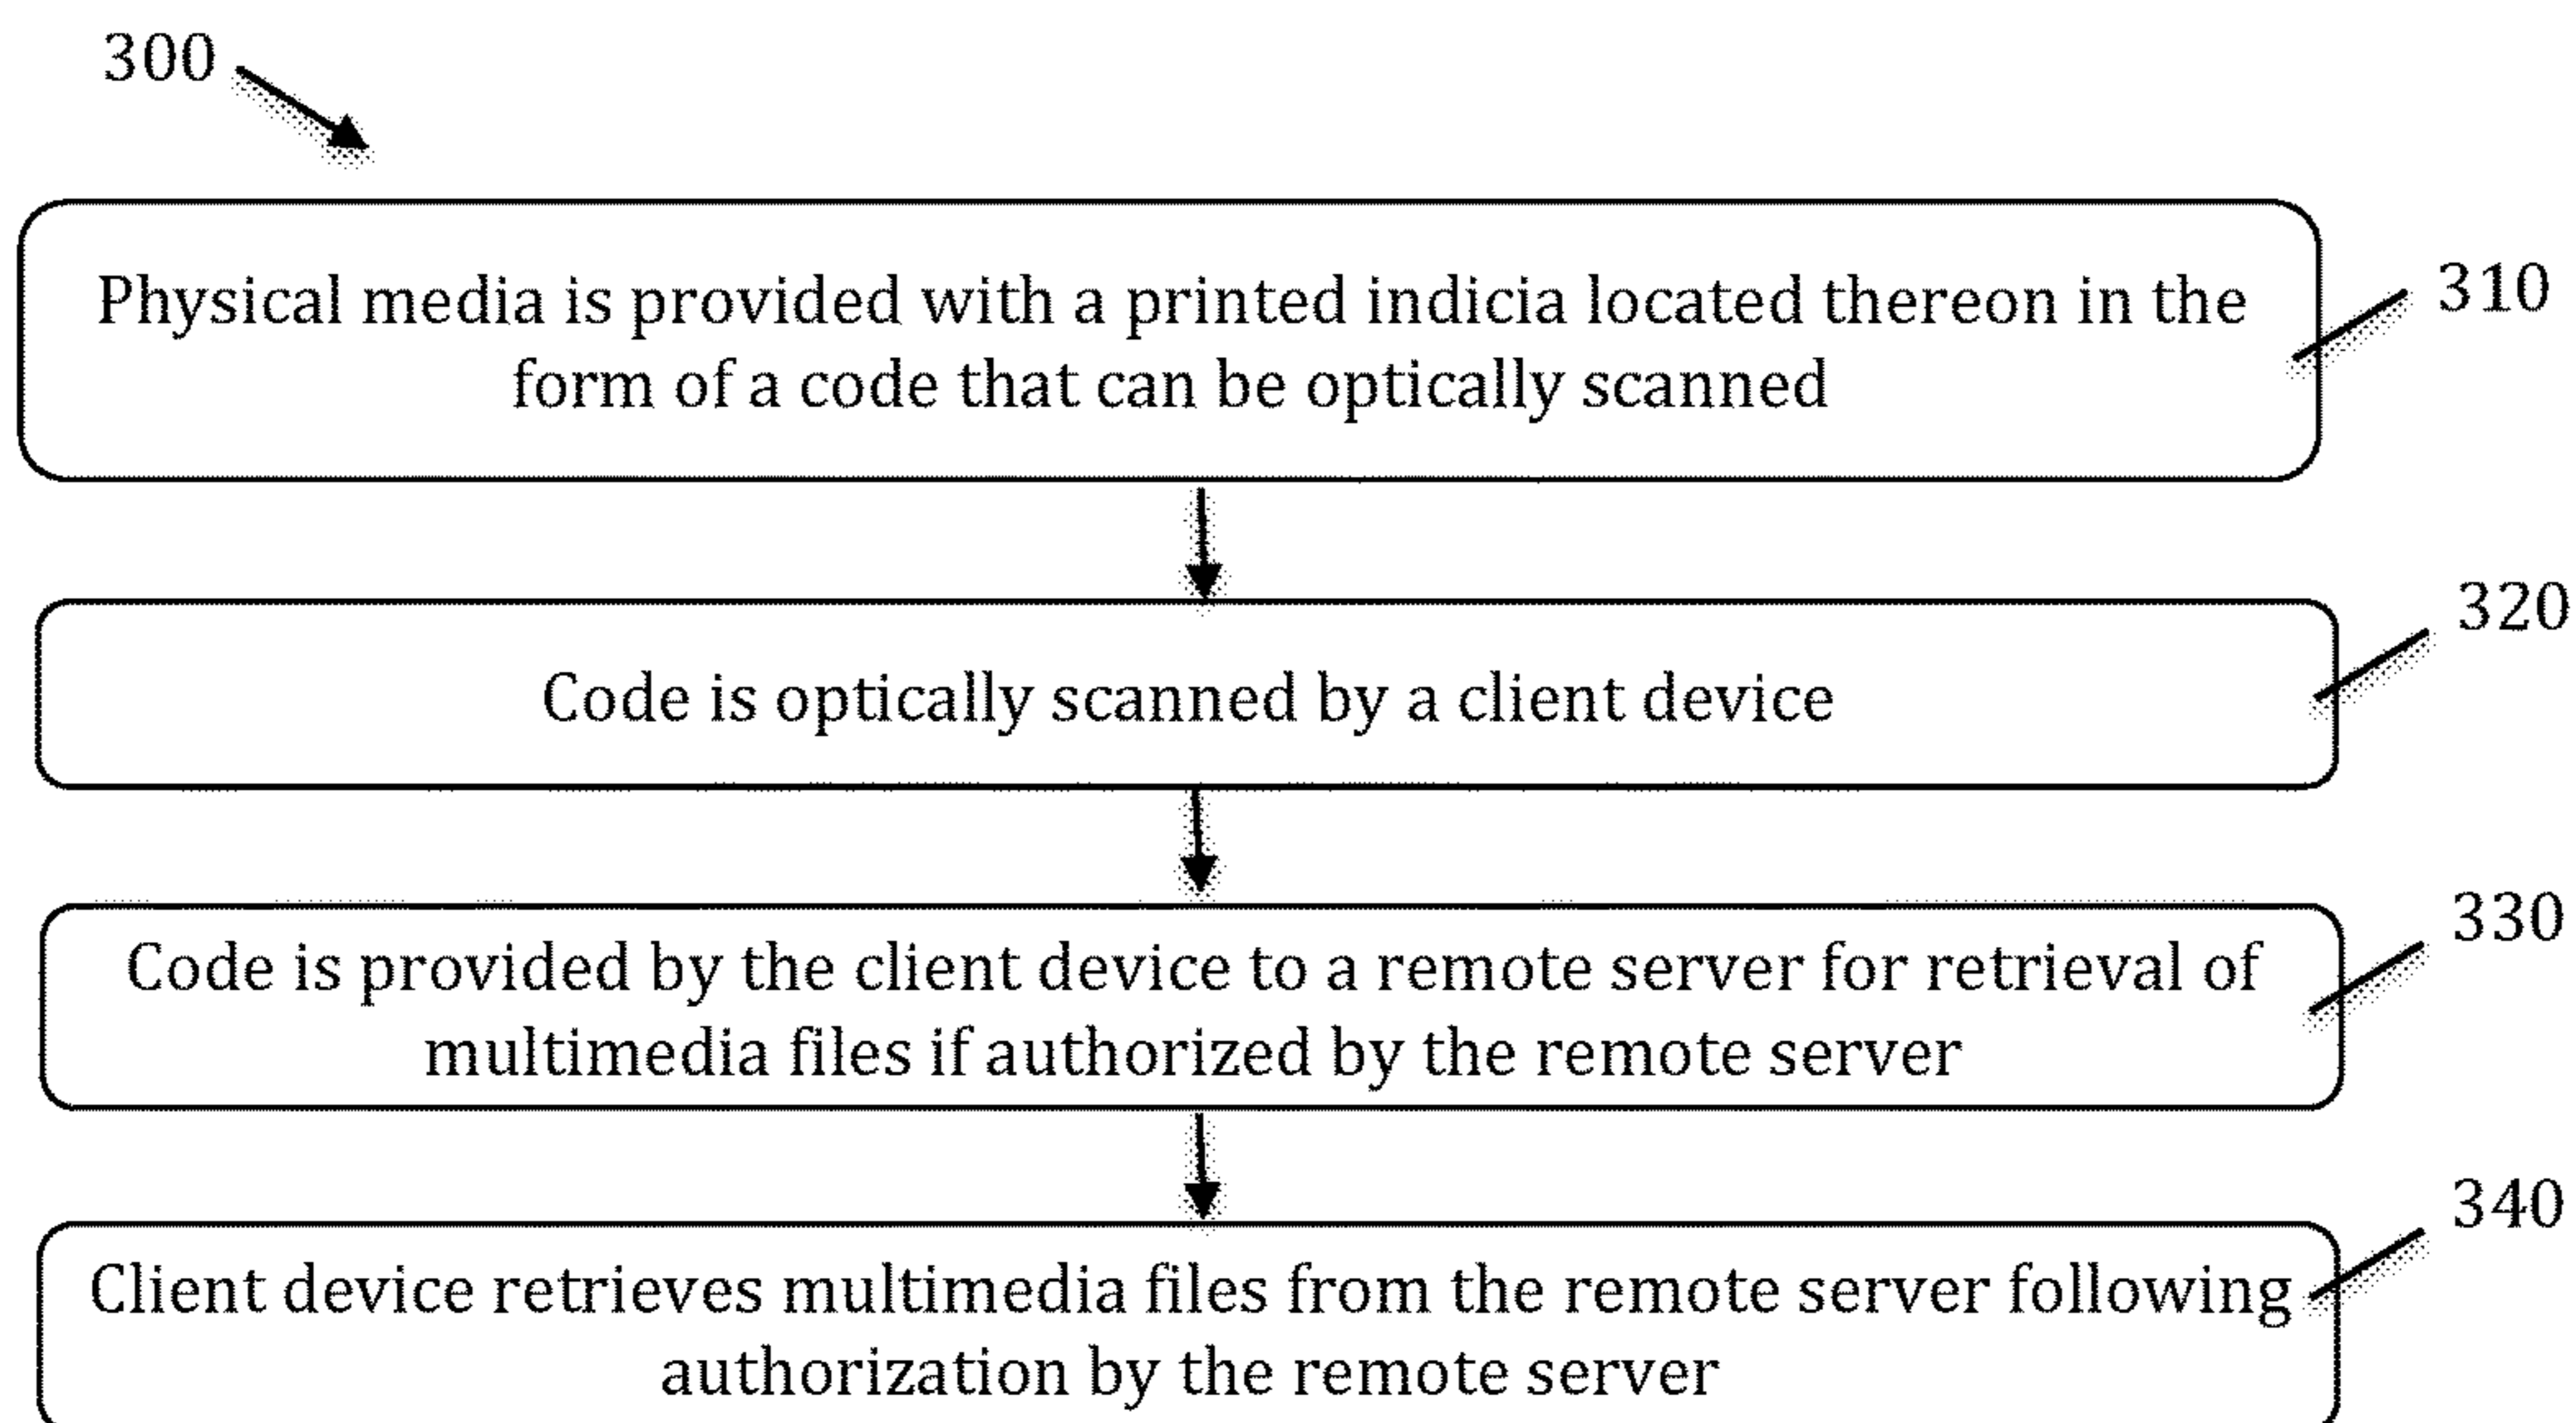 300
Physical media is provided with a printed indicia located thereon in the
form of a code that can be optically scanned
310
Code is optically scanned by a client device
320
Code is provided by the client device to a remote server for retrieval of
multimedia files if authorized by the remote server
330
Client device retrieves multimedia files from the remote server following
authorization by the remote server
340